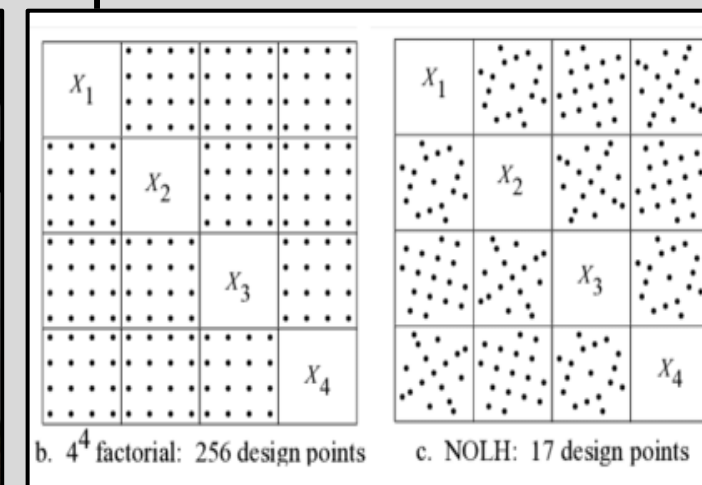 X1
X2
X3
X4
b. 4^4 factorial: 256 design points
X1
X2
X3
X4
c. NOLH: 17 design points